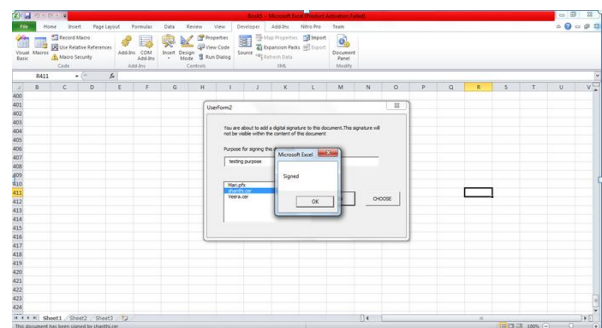 Book5 - Microsoft Excel (Product Activation Failed)
File Home Insert Page Layout Formulas Data Review View Developer Add-Ins Nitro Pro Team
Visual Basic
Macros
Record Macro
Use Relative References
Macro Security
Code
Add-Ins
COM Add-Ins
Add-Ins
Insert
Design Mode
Properties
View Code
Run Dialog
Controls
Source
Map Properties
Expansion Packs
Refresh Data
Import
Export
XML
Document Panel
Modify
R411
fx
B C D E F G H I J K L M N O P Q R S T U V
400
401
402
403
404
405
406
407
408
409
410
411
412
413
414
415
416
417
418
419
420
421
422
423
424
UserForm2
You are about to add a digital signature to this document.This signature will
not be visible within the content of this document
Purpose for signing this
testing purpose
Man.pfx
shanthi.cer
Veera.cer
CHOOSE
Microsoft Excel
Signed
OK
Sheet1 Sheet2 Sheet3
This document has been signed by shanthi.cer
100%